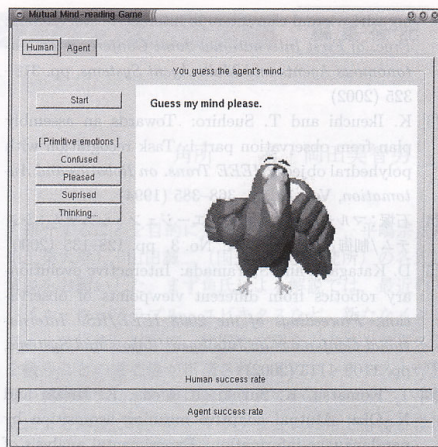 Mutual Mind-reading Game
Human
Agent
You guess the agent's mind.
Start
[ Primitive emotions ]
Confused
Pleased
Suprised
Thinking...
Guess my mind please.
Human success rate
Agent success rate